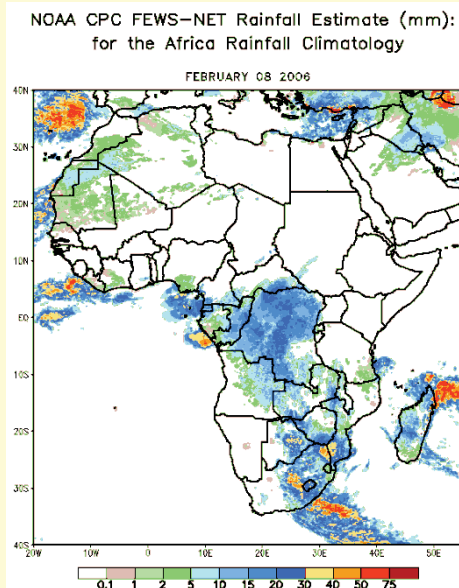 NOAA CPC FEWS-NET Rainfall Estimate (mm):
for the Africa Rainfall Climatology
FEBRUARY 08 2006
40N
30N
20N
10N
EQ
10S
20S
30S
40S
20W 10W 0 10E 20E 30E 40E 50E
0.1 1 2 5 10 15 20 30 40 50 75